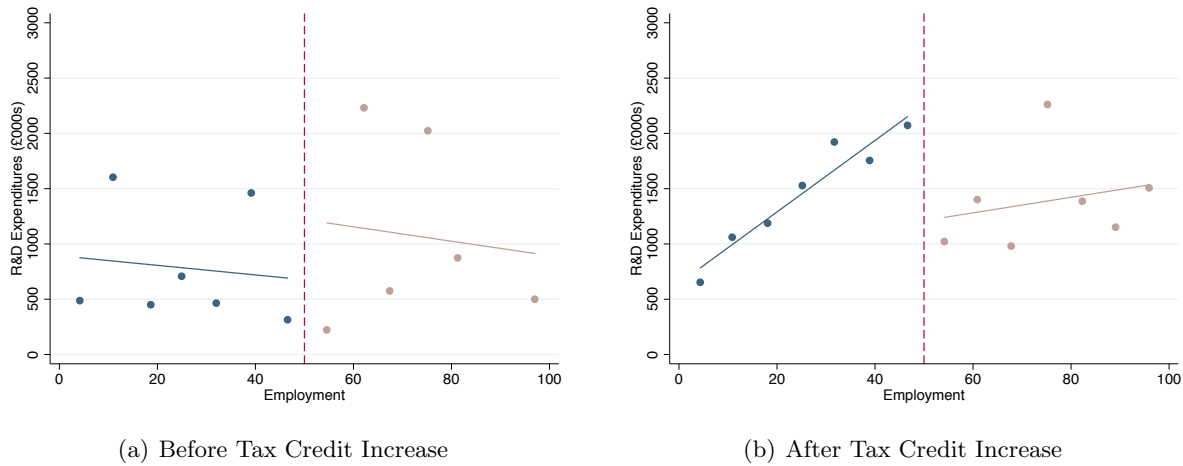 R&D Expenditures (£000s)
3000
2500
2000
1500
1000
500
0
0 20 40 60 80 100
Employment
(a) Before Tax Credit Increase
R&D Expenditures (£000s)
3000
2500
2000
1500
1000
500
0
0 20 40 60 80 100
Employment
(b) After Tax Credit Increase